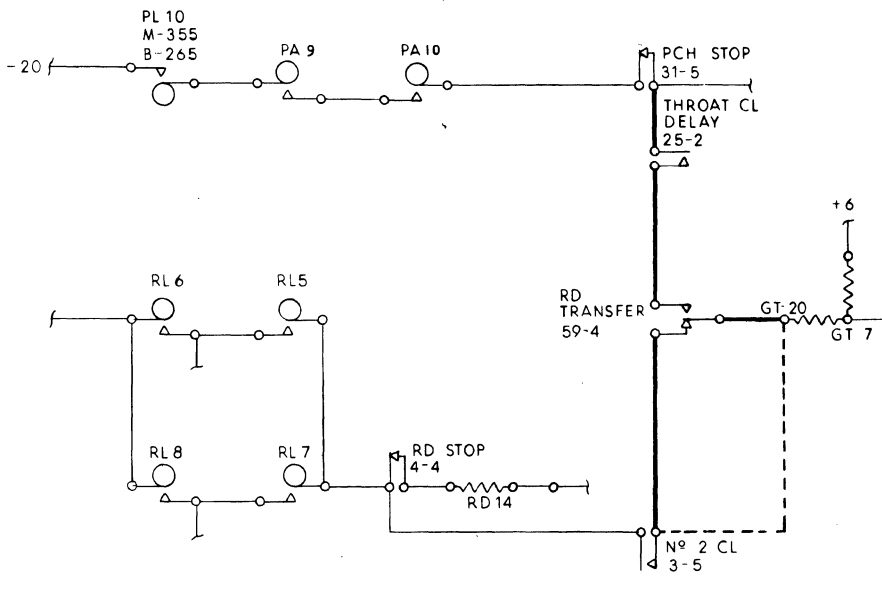 PL 10
M-355
B-265
-20
PA 9
PA 10
PCH STOP
31-5
THROAT CL
DELAY
25-2
+6
RL 6
RL 5
RD
TRANSFER
59-4
GT-20
GT 7
RL 8
RL 7
RD STOP
4-4
RD 14
Nº 2 CL
3-5